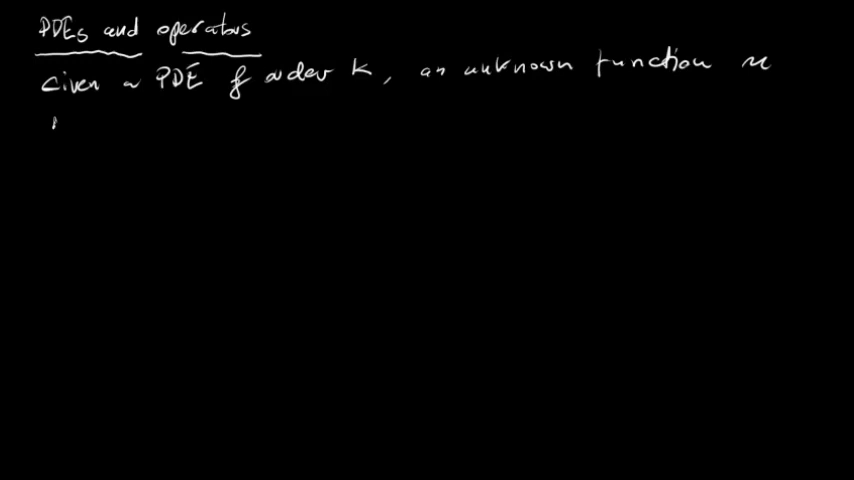 PDEs and operators
Given a PDE of order k, an unknown function u